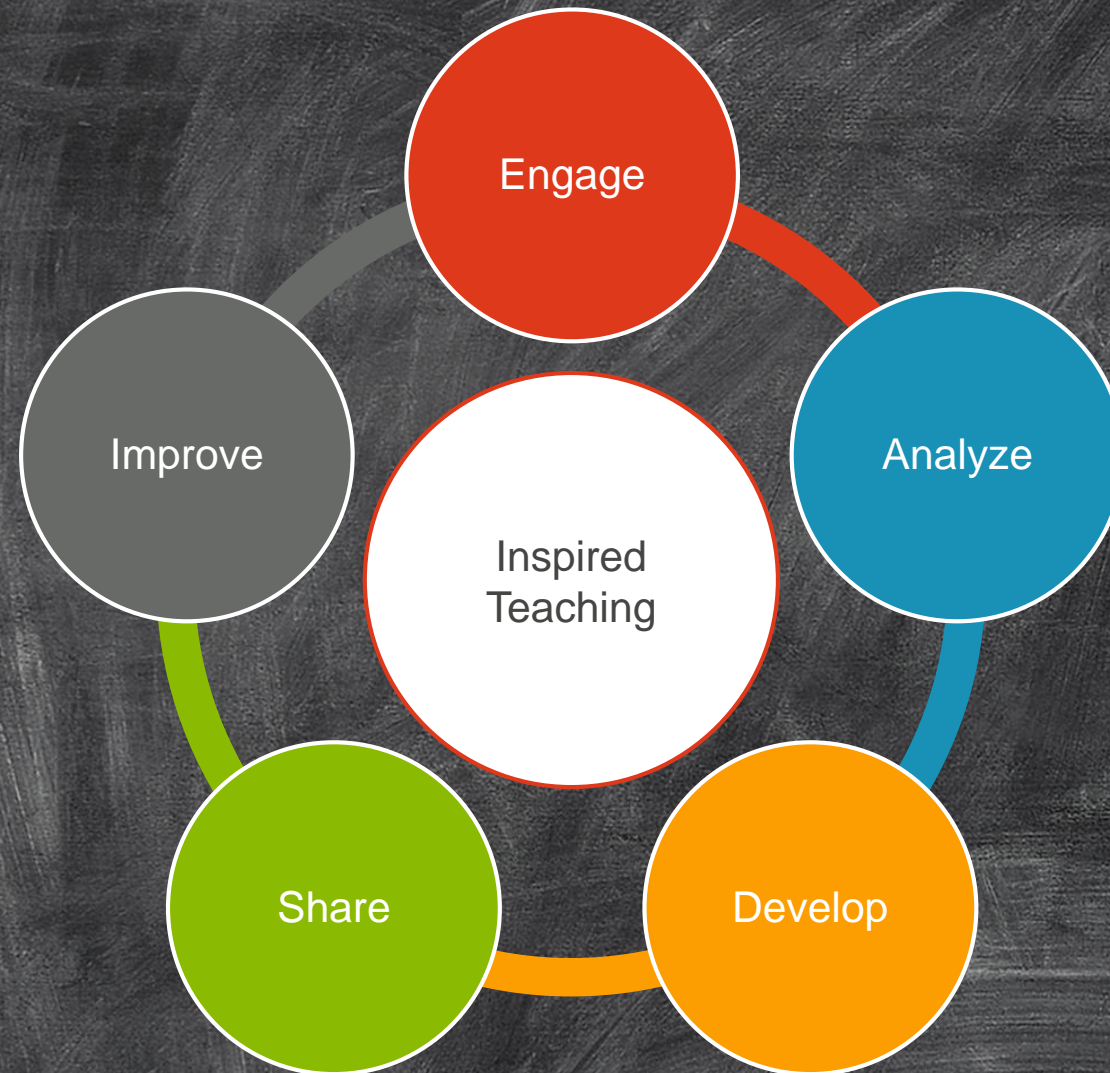 Engage
Analyze
Develop
Share
Improve
Inspired
Teaching